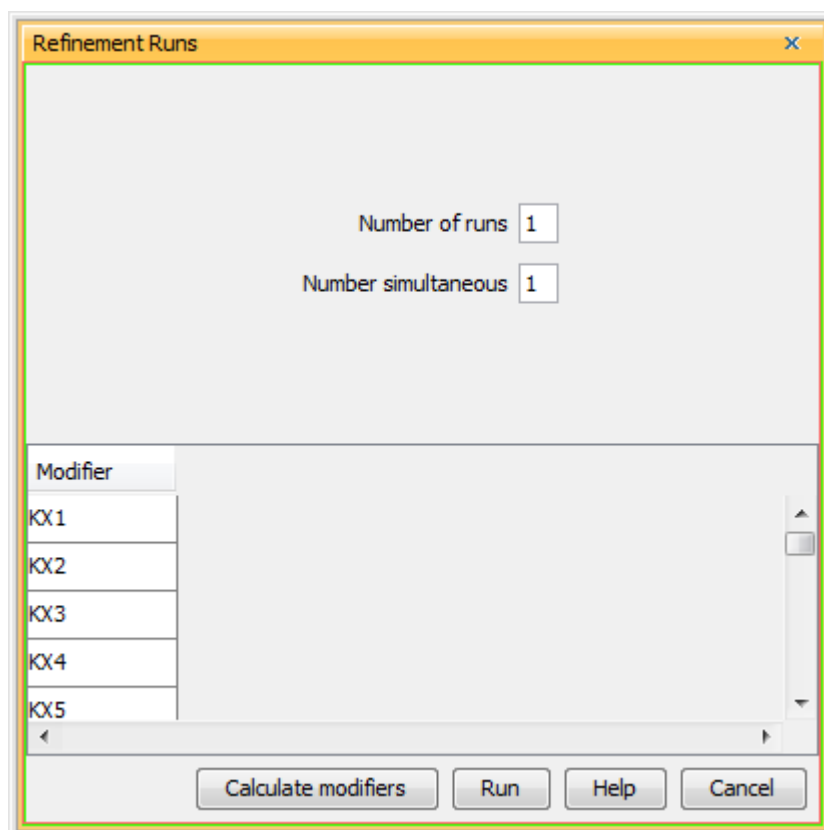 Refinement Runs
Number of runs 1
Number simultaneous 1
Modifier
KX1
KX2
KX3
KX4
KX5
Calculate modifiers Run Help Cancel